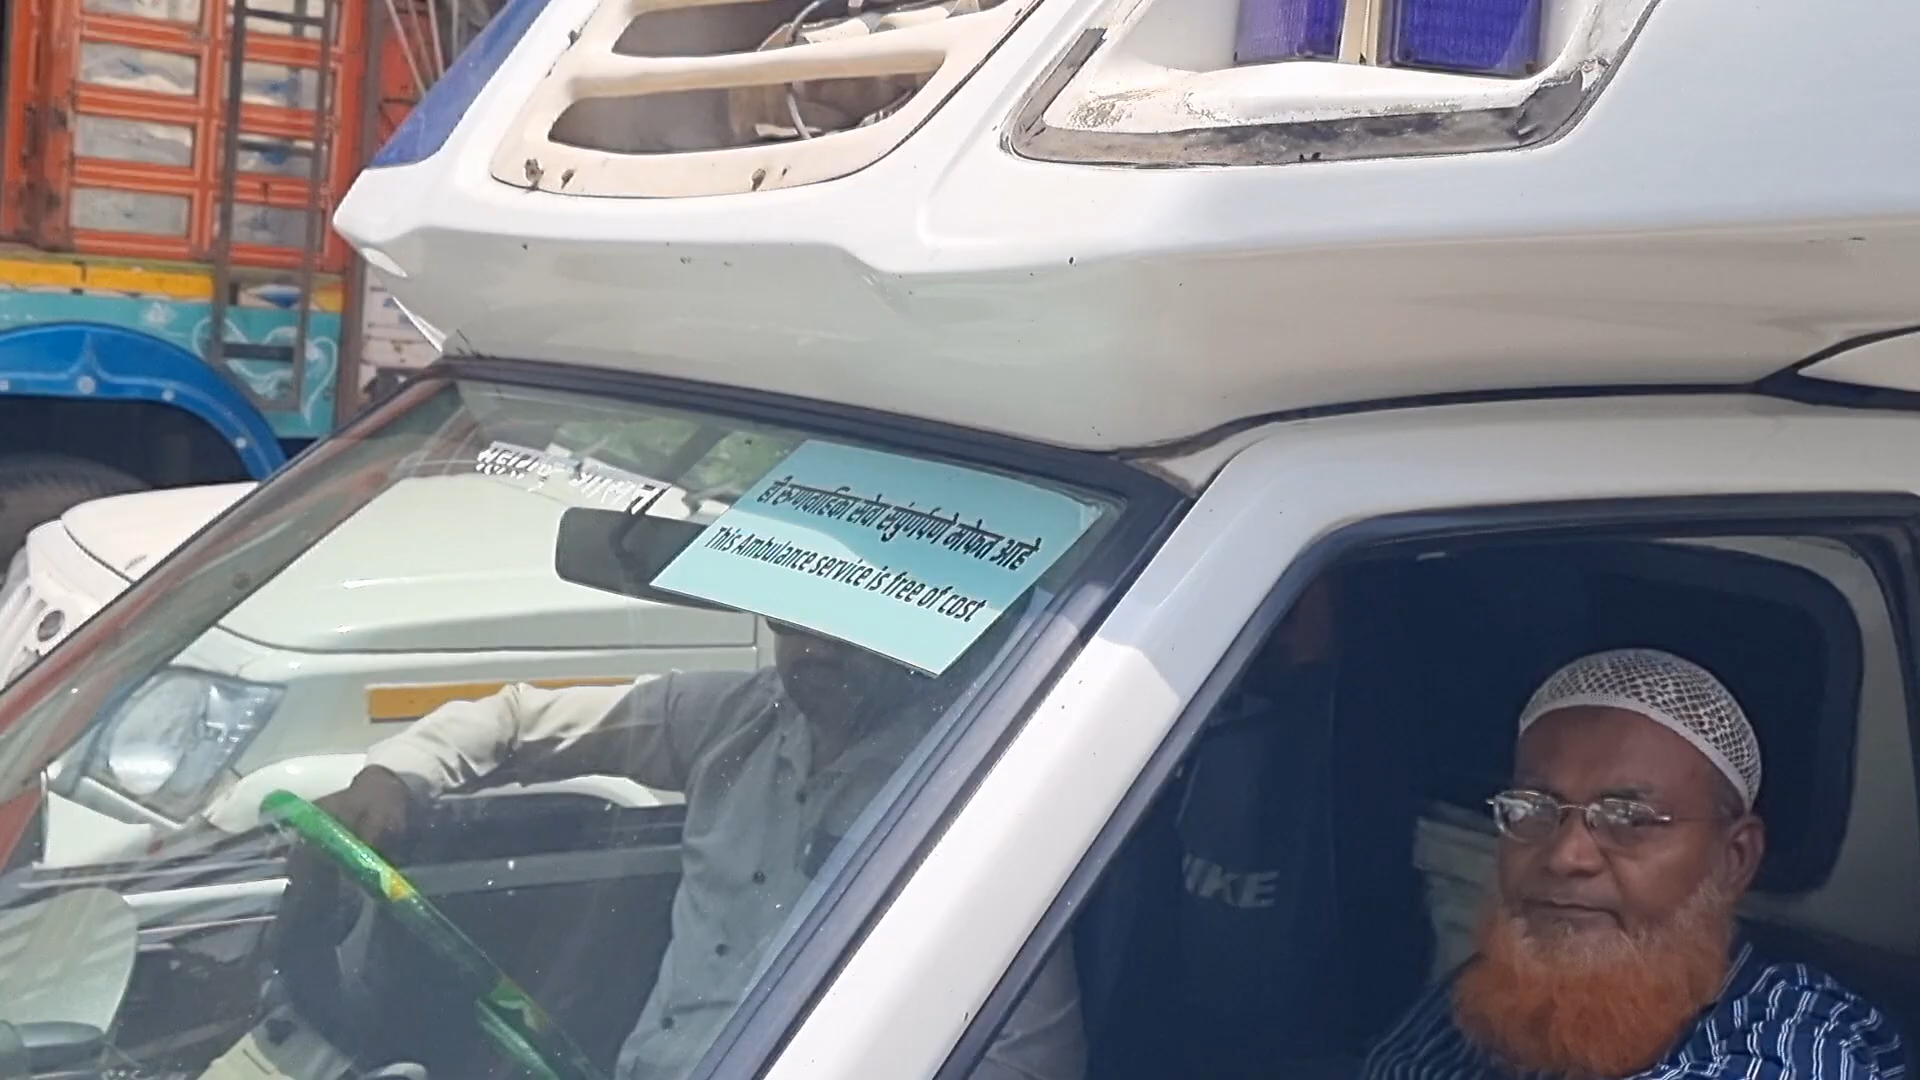 ही रुग्णवाहिका सेवा संपुर्णपणे मोफत आहे
This Ambulance service is free of cost